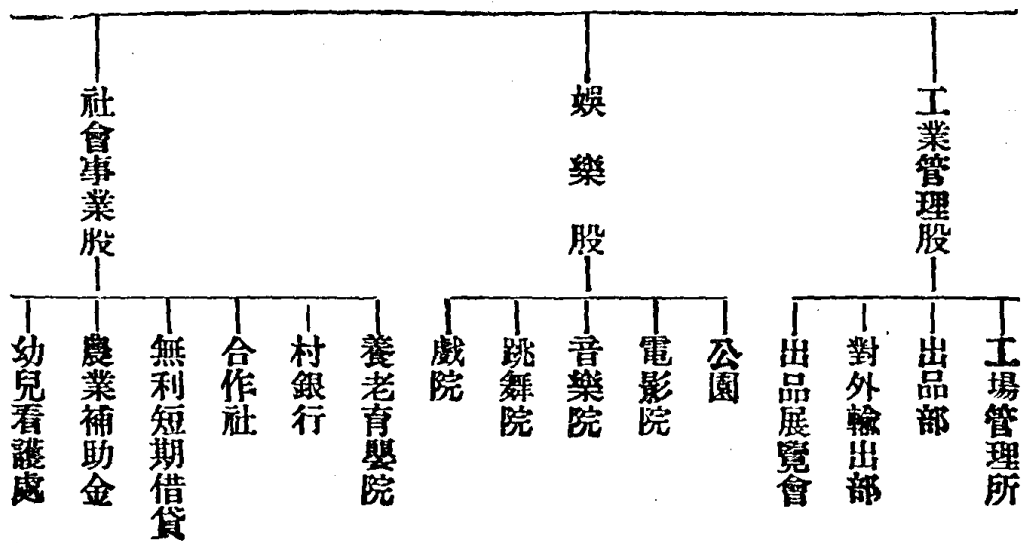 工業管理股
工場管理所
出品部
對外輸出部
出品展覽會
娛樂股
公園
電影院
音樂院
跳舞院
戲院
社會事業股
養老育嬰院
村銀行
合作社
無利短期借貸
農業補助金
幼兒看護處